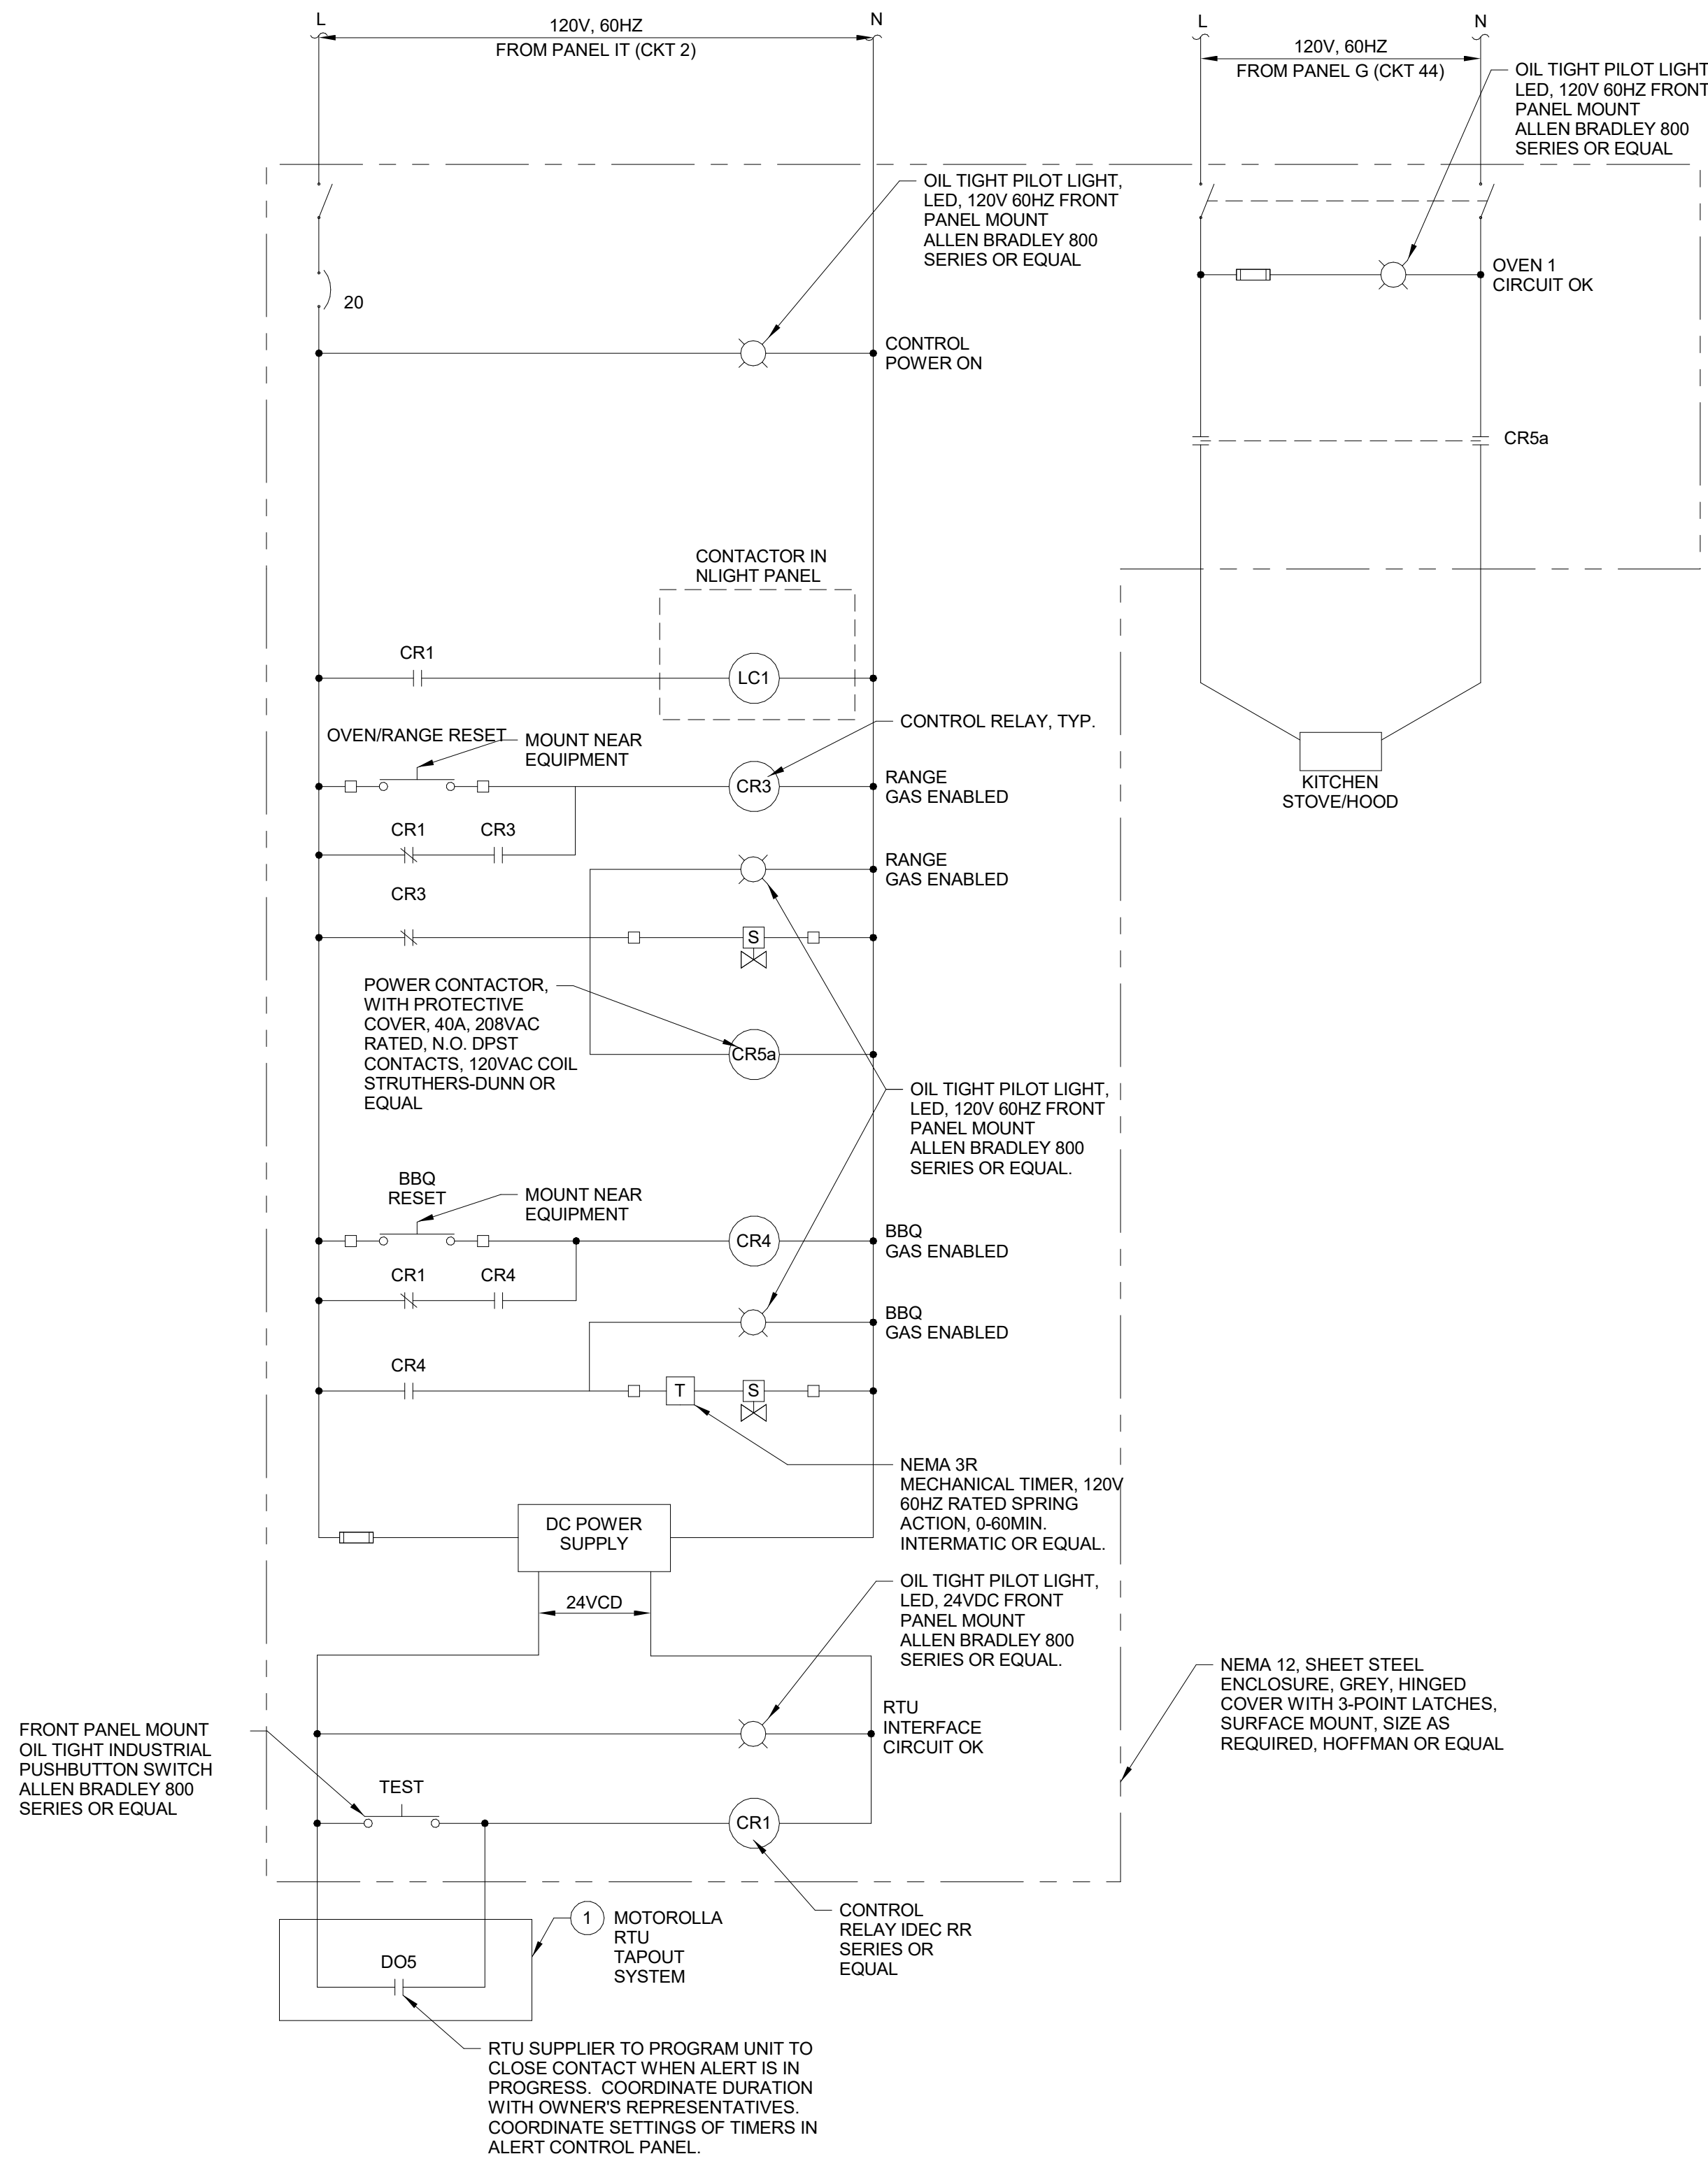 L
120V, 60HZ
FROM PANEL IT (CKT 2)
N
L
120V, 60HZ
FROM PANEL G (CKT 44)
N
OIL TIGHT PILOT LIGHT
LED, 120V 60HZ FRONT
PANEL MOUNT
ALLEN BRADLEY 800
SERIES OR EQUAL
OIL TIGHT PILOT LIGHT,
LED, 120V 60HZ FRONT
PANEL MOUNT
ALLEN BRADLEY 800
SERIES OR EQUAL
20
OVEN 1
CIRCUIT OK
CONTROL
POWER ON
CR5a
CONTACTOR IN
NLIGHT PANEL
CR1
LC1
CONTROL RELAY, TYP.
OVEN/RANGE RESET
MOUNT NEAR
EQUIPMENT
CR3
RANGE
GAS ENABLED
KITCHEN
STOVE/HOOD
CR1
CR3
RANGE
GAS ENABLED
CR3
S
POWER CONTACTOR,
WITH PROTECTIVE
COVER, 40A, 208VAC
RATED, N.O. DPST
CONTACTS, 120VAC COIL
STRUTHERS-DUNN OR
EQUAL
CR5a
OIL TIGHT PILOT LIGHT,
LED, 120V 60HZ FRONT
PANEL MOUNT
ALLEN BRADLEY 800
SERIES OR EQUAL.
BBQ
RESET
MOUNT NEAR
EQUIPMENT
CR4
BBQ
GAS ENABLED
CR1
CR4
BBQ
GAS ENABLED
CR4
T
S
NEMA 3R
MECHANICAL TIMER, 120V
60HZ RATED SPRING
ACTION, 0-60MIN.
INTERMATIC OR EQUAL.
DC POWER
SUPPLY
24VCD
OIL TIGHT PILOT LIGHT,
LED, 24VDC FRONT
PANEL MOUNT
ALLEN BRADLEY 800
SERIES OR EQUAL.
NEMA 12, SHEET STEEL
ENCLOSURE, GREY, HINGED
COVER WITH 3-POINT LATCHES,
SURFACE MOUNT, SIZE AS
REQUIRED, HOFFMAN OR EQUAL
RTU
INTERFACE
CIRCUIT OK
FRONT PANEL MOUNT
OIL TIGHT INDUSTRIAL
PUSHBUTTON SWITCH
ALLEN BRADLEY 800
SERIES OR EQUAL
TEST
CR1
CONTROL
RELAY IDEC RR
SERIES OR
EQUAL
1
MOTOROLLA
RTU
TAPOUT
SYSTEM
DO5
RTU SUPPLIER TO PROGRAM UNIT TO
CLOSE CONTACT WHEN ALERT IS IN
PROGRESS.  COORDINATE DURATION
WITH OWNER'S REPRESENTATIVES.
COORDINATE SETTINGS OF TIMERS IN
ALERT CONTROL PANEL.